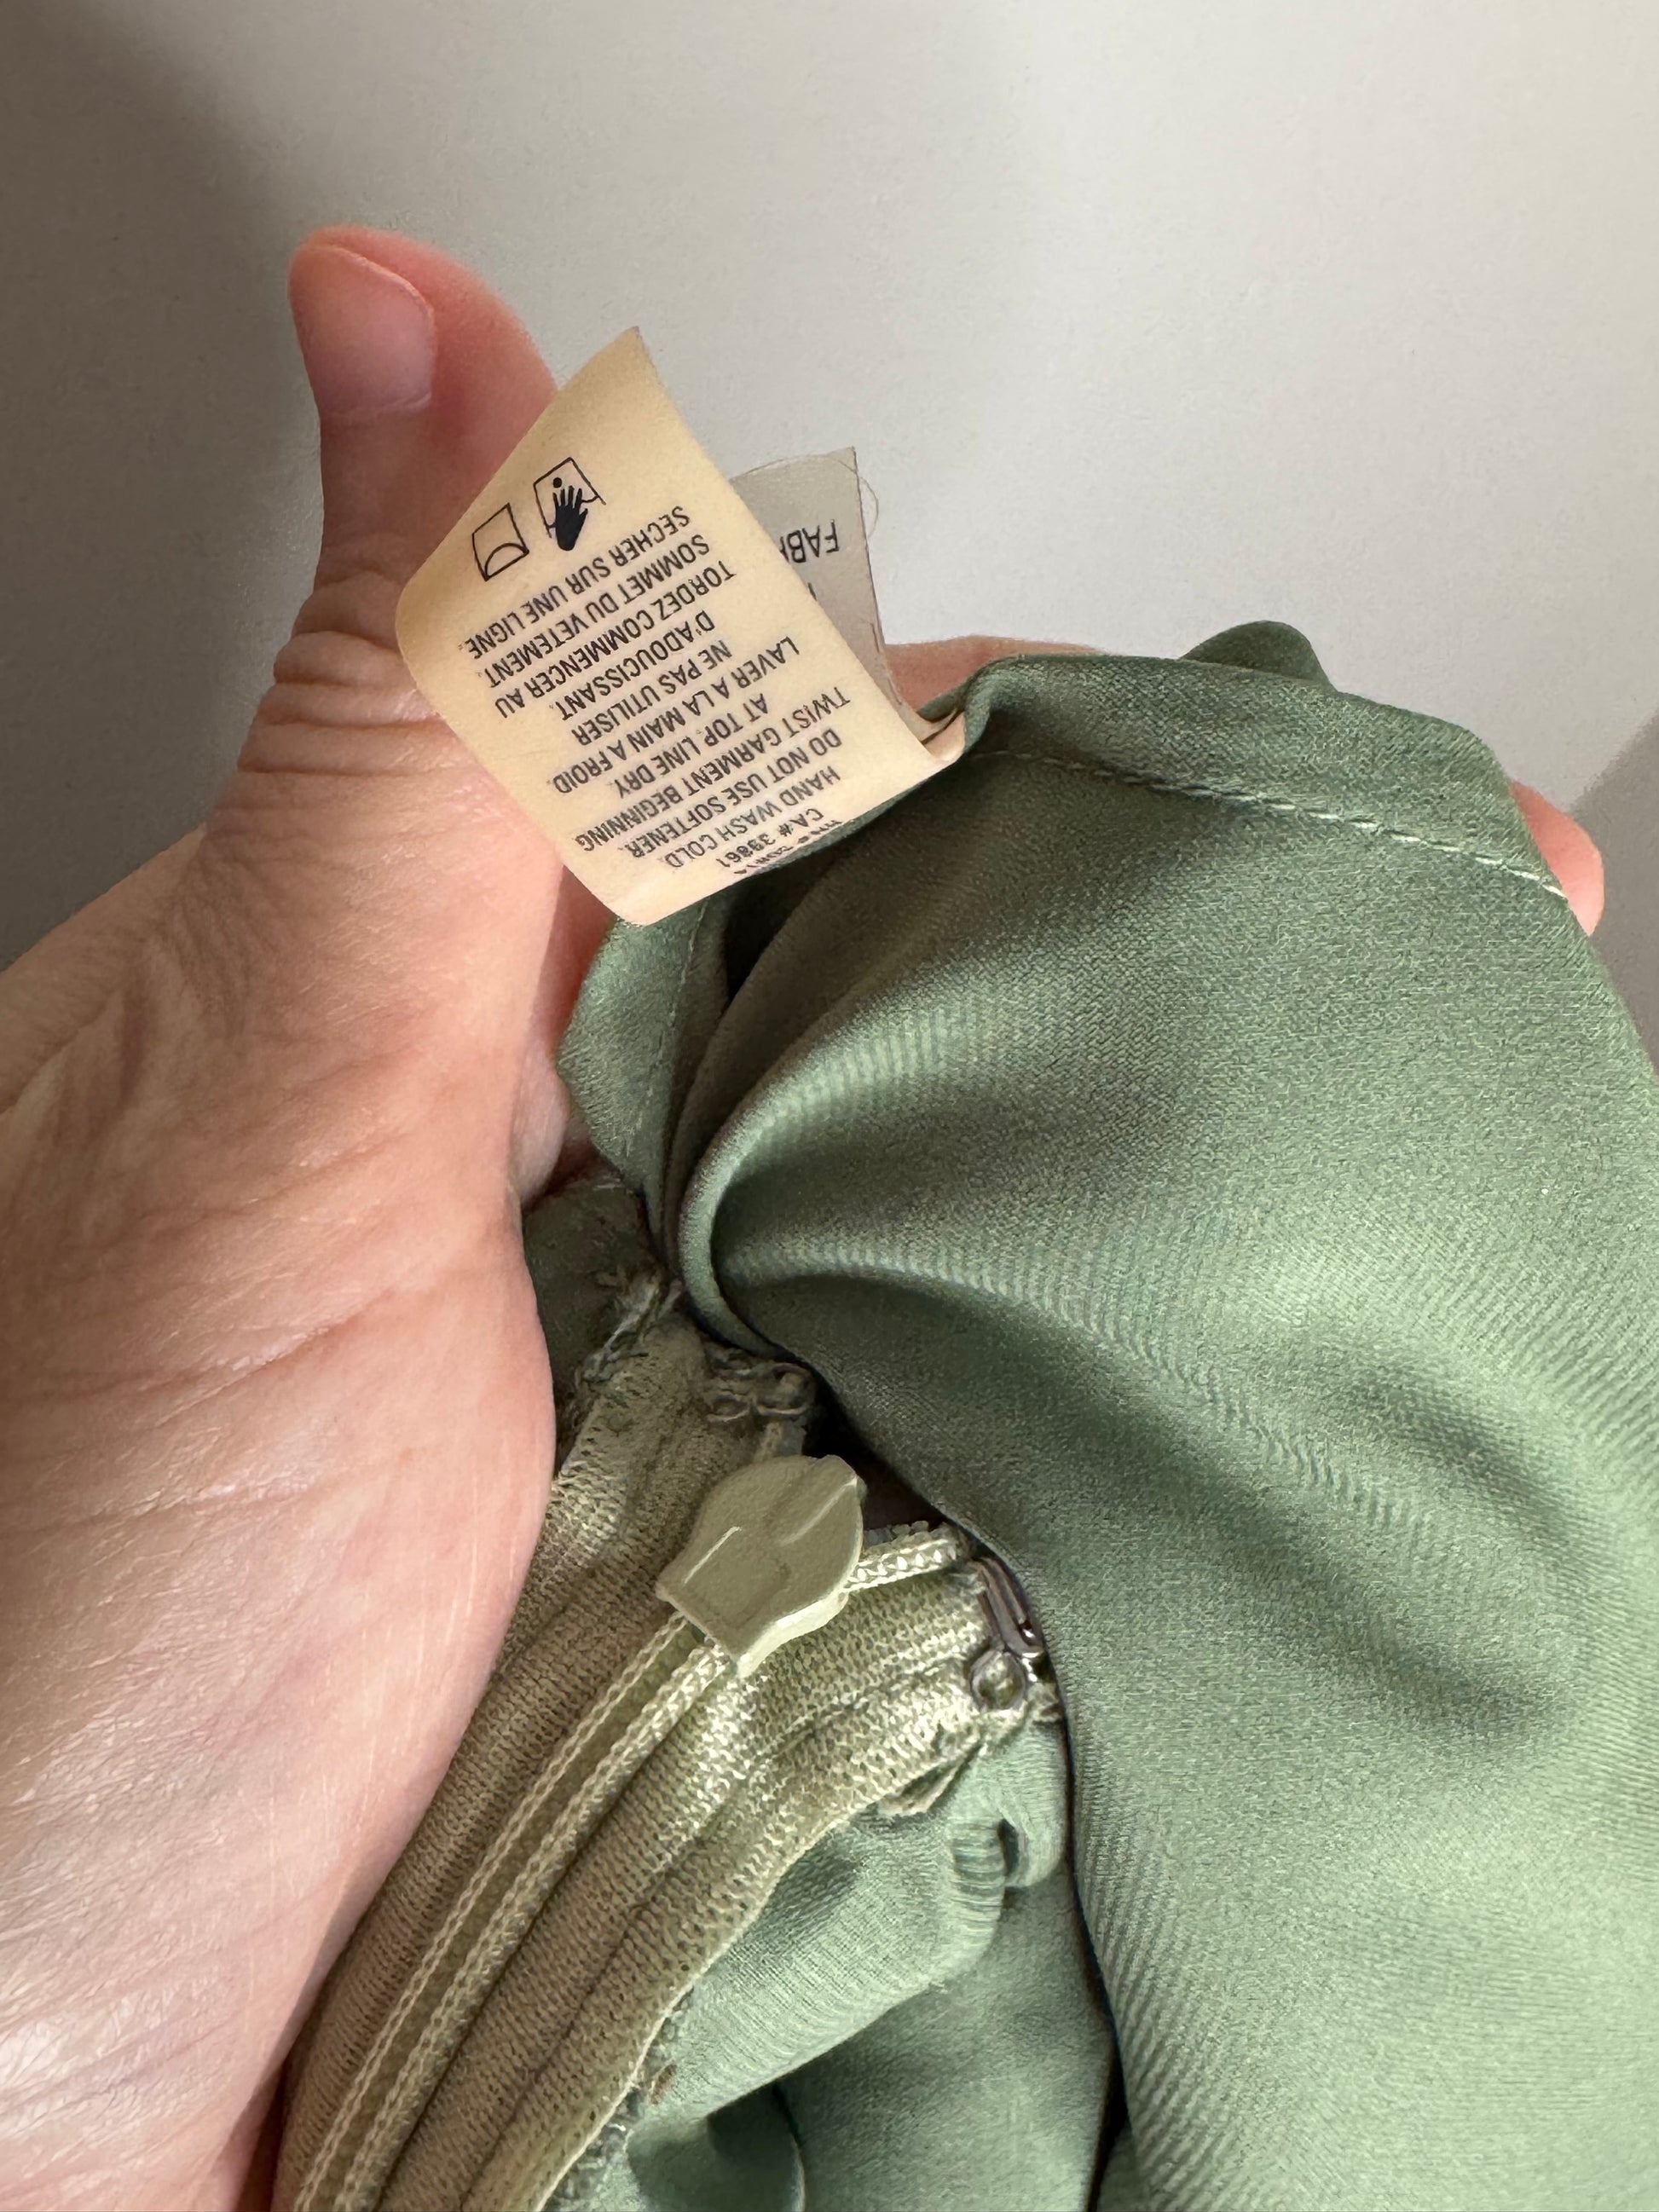 CA# 39861
HAND WASH COLD.
DO NOT USE SOFTENER.
TWIST GARMENT BEGINNING
AT TOP. LINE DRY.
LAVER A LA MAIN A FROID.
NE PAS UTILISER
D'ADOUCISSANT.
TORDEZ COMMENCER AU
SOMMET DU VETEMENT.
SECHER SUR UNE LIGNE.